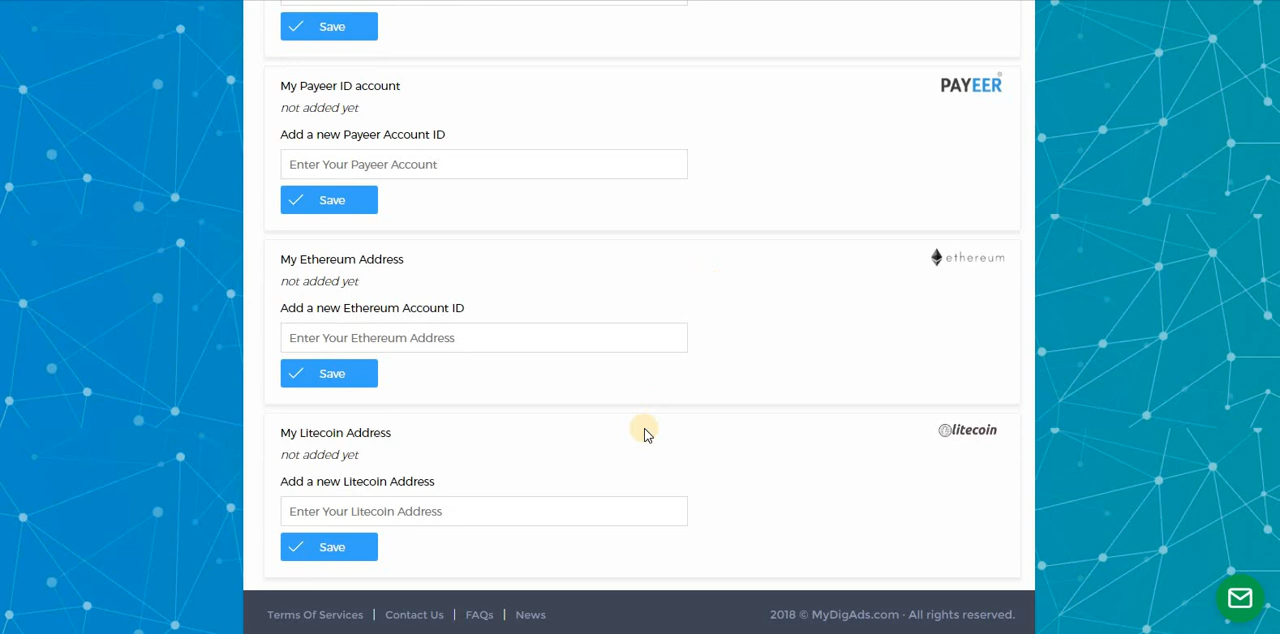 Save
My Payeer ID account
PAYEER
not added yet
Add a new Payeer Account ID
Enter Your Payeer Account
Save
My Ethereum Address
ethereum
not added yet
Add a new Ethereum Account ID
Enter Your Ethereum Address
Save
My Litecoin Address
litecoin
not added yet
Add a new Litecoin Address
Enter Your Litecoin Address
Save
Terms Of Services | Contact Us | FAQs | News
2018 © MyDigAds.com · All rights reserved.